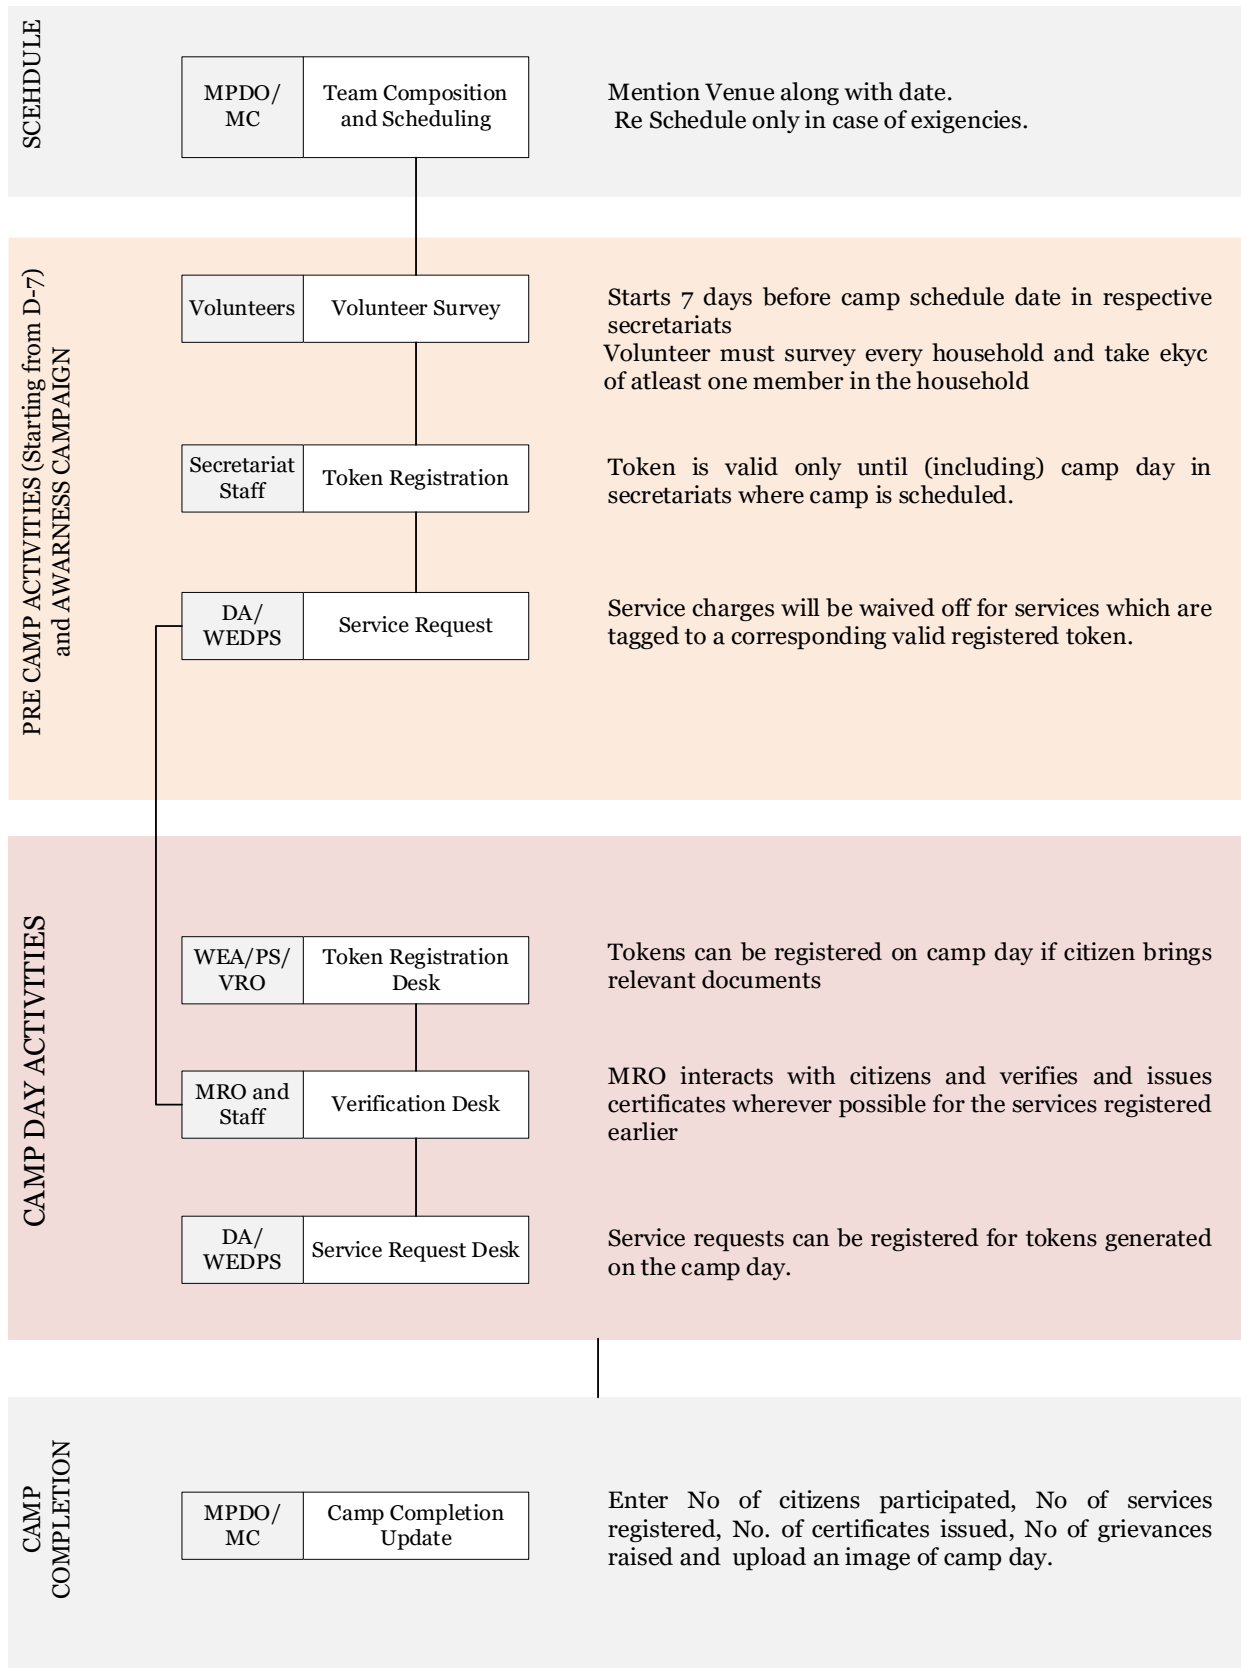 SCEHDULE
MPDO/
MC
Team Composition
and Scheduling
Mention Venue along with date.
Re Schedule only in case of exigencies.
PRE CAMP ACTIVITIES (Starting from D-7)
and AWARNESS CAMPAIGN
Volunteers
Volunteer Survey
Starts 7 days before camp schedule date in respective
secretariats
Volunteer must survey every household and take ekyc
of atleast one member in the household
Secretariat
Staff
Token Registration
Token is valid only until (including) camp day in
secretariats where camp is scheduled.
DA/
WEDPS
Service Request
Service charges will be waived off for services which are
tagged to a corresponding valid registered token.
CAMP DAY ACTIVITIES
WEA/PS/
VRO
Token Registration
Desk
Tokens can be registered on camp day if citizen brings
relevant documents
MRO and
Staff
Verification Desk
MRO interacts with citizens and verifies and issues
certificates wherever possible for the services registered
earlier
DA/
WEDPS
Service Request Desk
Service requests can be registered for tokens generated
on the camp day.
CAMP
COMPLETION
MPDO/
MC
Camp Completion
Update
Enter No of citizens participated, No of services
registered, No. of certificates issued, No of grievances
raised and upload an image of camp day.